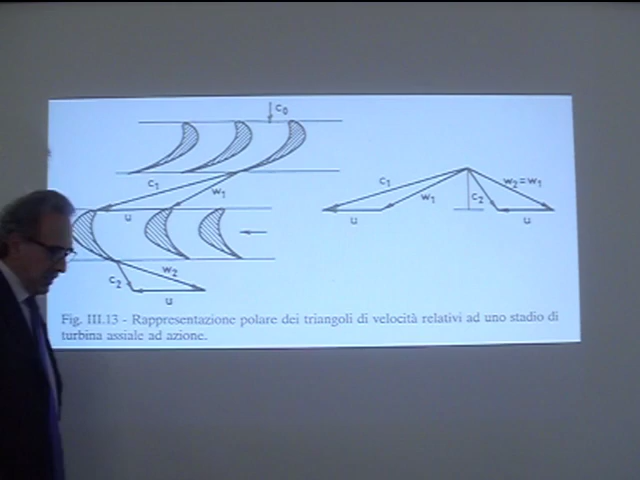 c₀
c₁
w₁
u
w₂
c₂
u
c₁
w₁
c₂
w₂=w₁
u
u
Fig. III.13 - Rappresentazione polare dei triangoli di velocità relativi ad uno stadio di
turbina assiale ad azione.